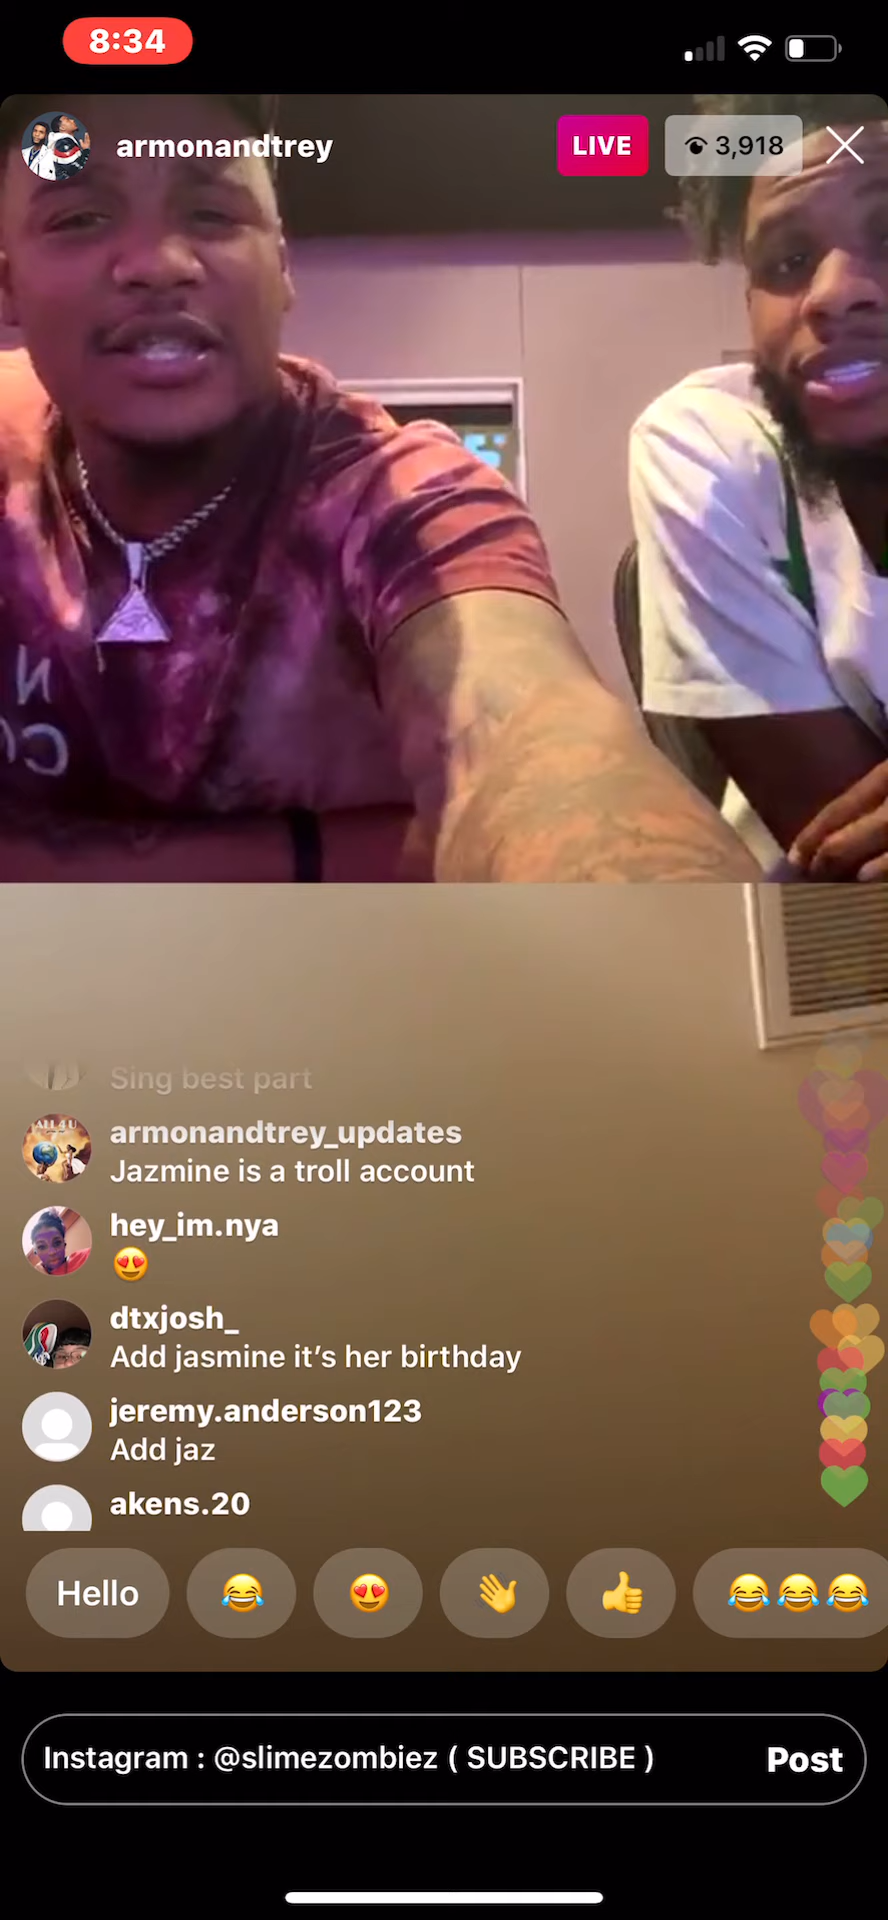 8:34
armonandtrey
LIVE
3,918
Sing best part
armonandtrey_updates
Jazmine is a troll account
hey_im.nya
😍
dtxjosh_
Add jasmine it’s her birthday
jeremy.anderson123
Add jaz
akens.20
Hello 😂 😍 👋 👍 😂😂😂
Instagram : @slimezombiez ( SUBSCRIBE )
Post